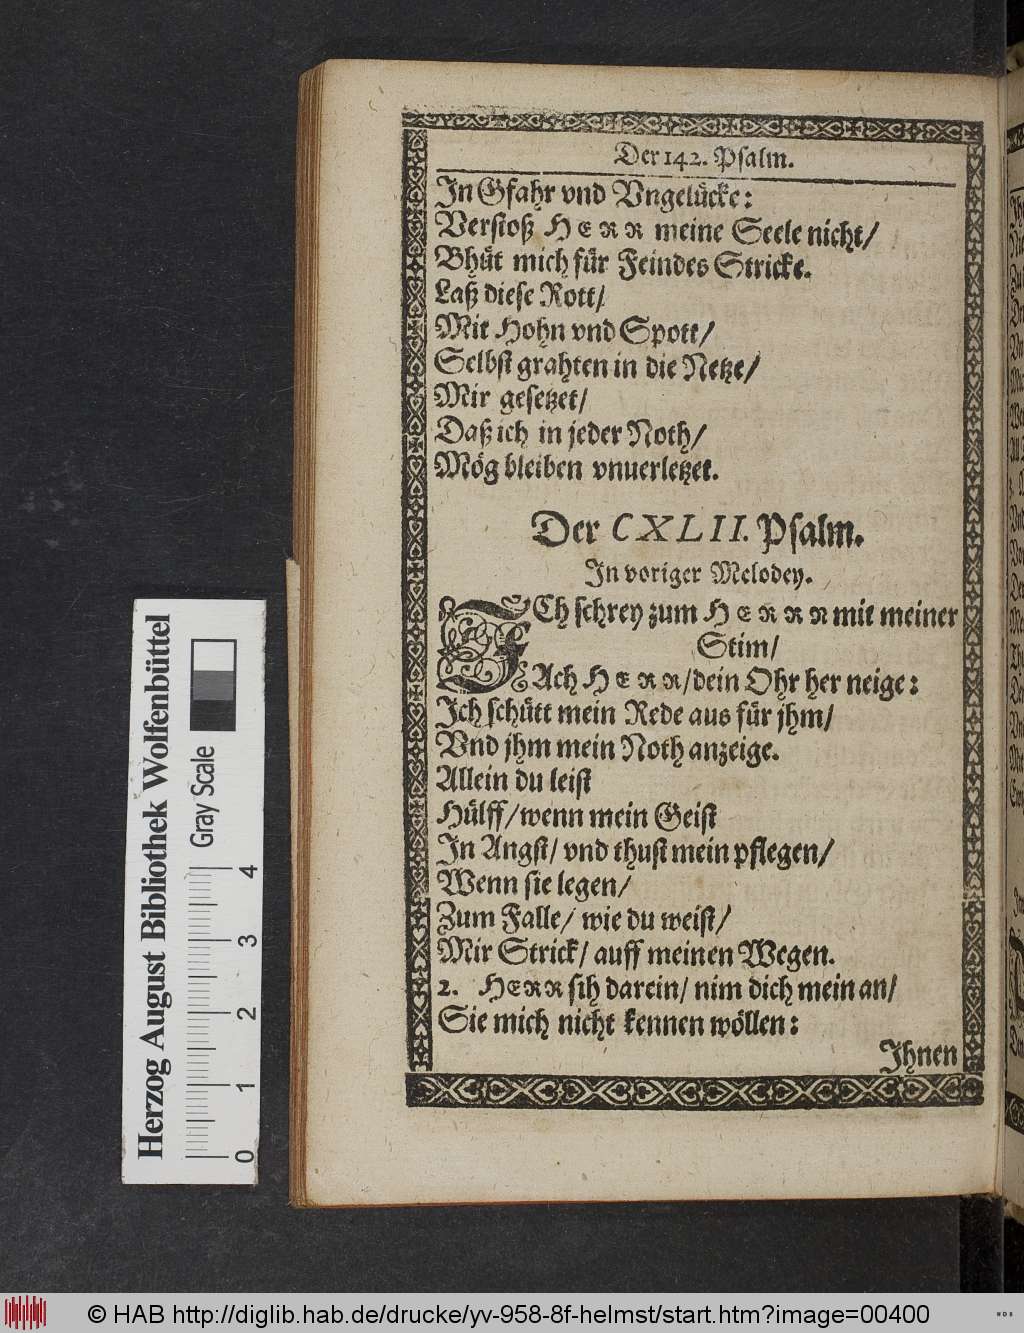 Der 142. Psalm.
In Gfahr vnd Vngelücke:
Verstoß HERR meine Seele nicht/
Bhüt mich für Feindes Stricke.
Laß diese Rott/
Mit Hohn vnd Spott/
Selbst grahten in die Netze/
Mir gesetzet/
Daß ich in jeder Noth/
Mög bleiben vnuerletzet.
Der CXLII. Psalm.
In voriger Melodey.
ICh schrey zum HERRN mit meiner
Stim/
Ach HERR/dein Ohr her neige:
Ich schütt mein Rede aus für jhm/
Vnd jhm mein Noth anzeige.
Allein du leist
Hülff/wenn mein Geist
In Angst/ vnd thust mein pflegen/
Wenn sie legen/
Zum Falle/ wie du weist/
Mir Strick/ auff meinen Wegen.
2. HERR sih darein/ nim dich mein an/
Sie mich nicht kennen wöllen:
Ihnen
Herzog August Bibliothek Wolfenbüttel
Gray Scale
0 1 2 3 4
© HAB http://diglib.hab.de/drucke/yv-958-8f-helmst/start.htm?image=00400